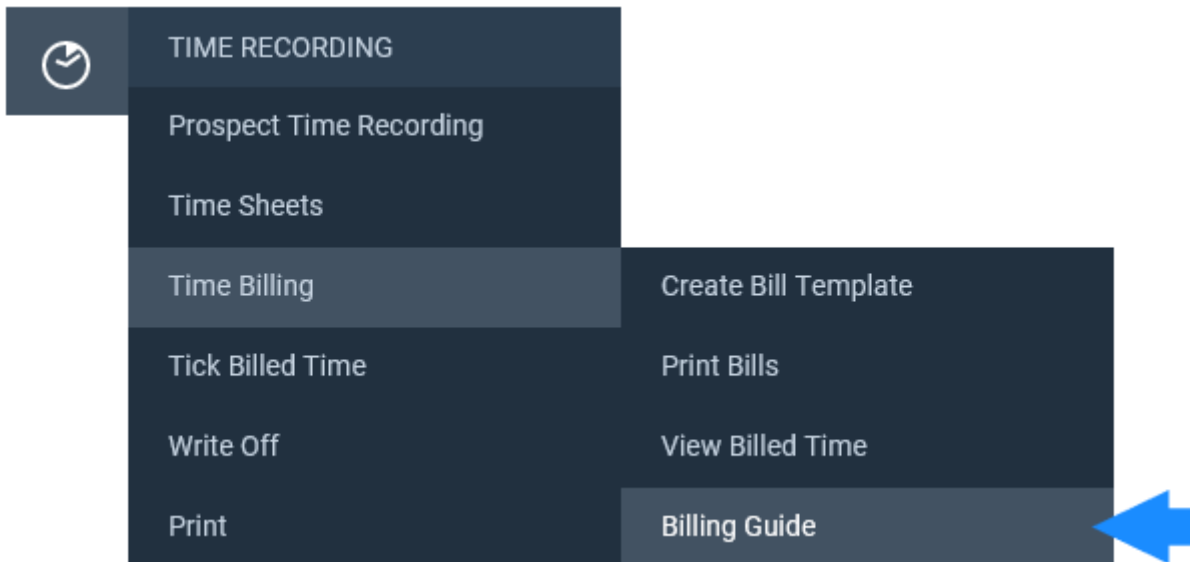 TIME RECORDING
Prospect Time Recording
Time Sheets
Time Billing
Tick Billed Time
Write Off
Print
Create Bill Template
Print Bills
View Billed Time
Billing Guide